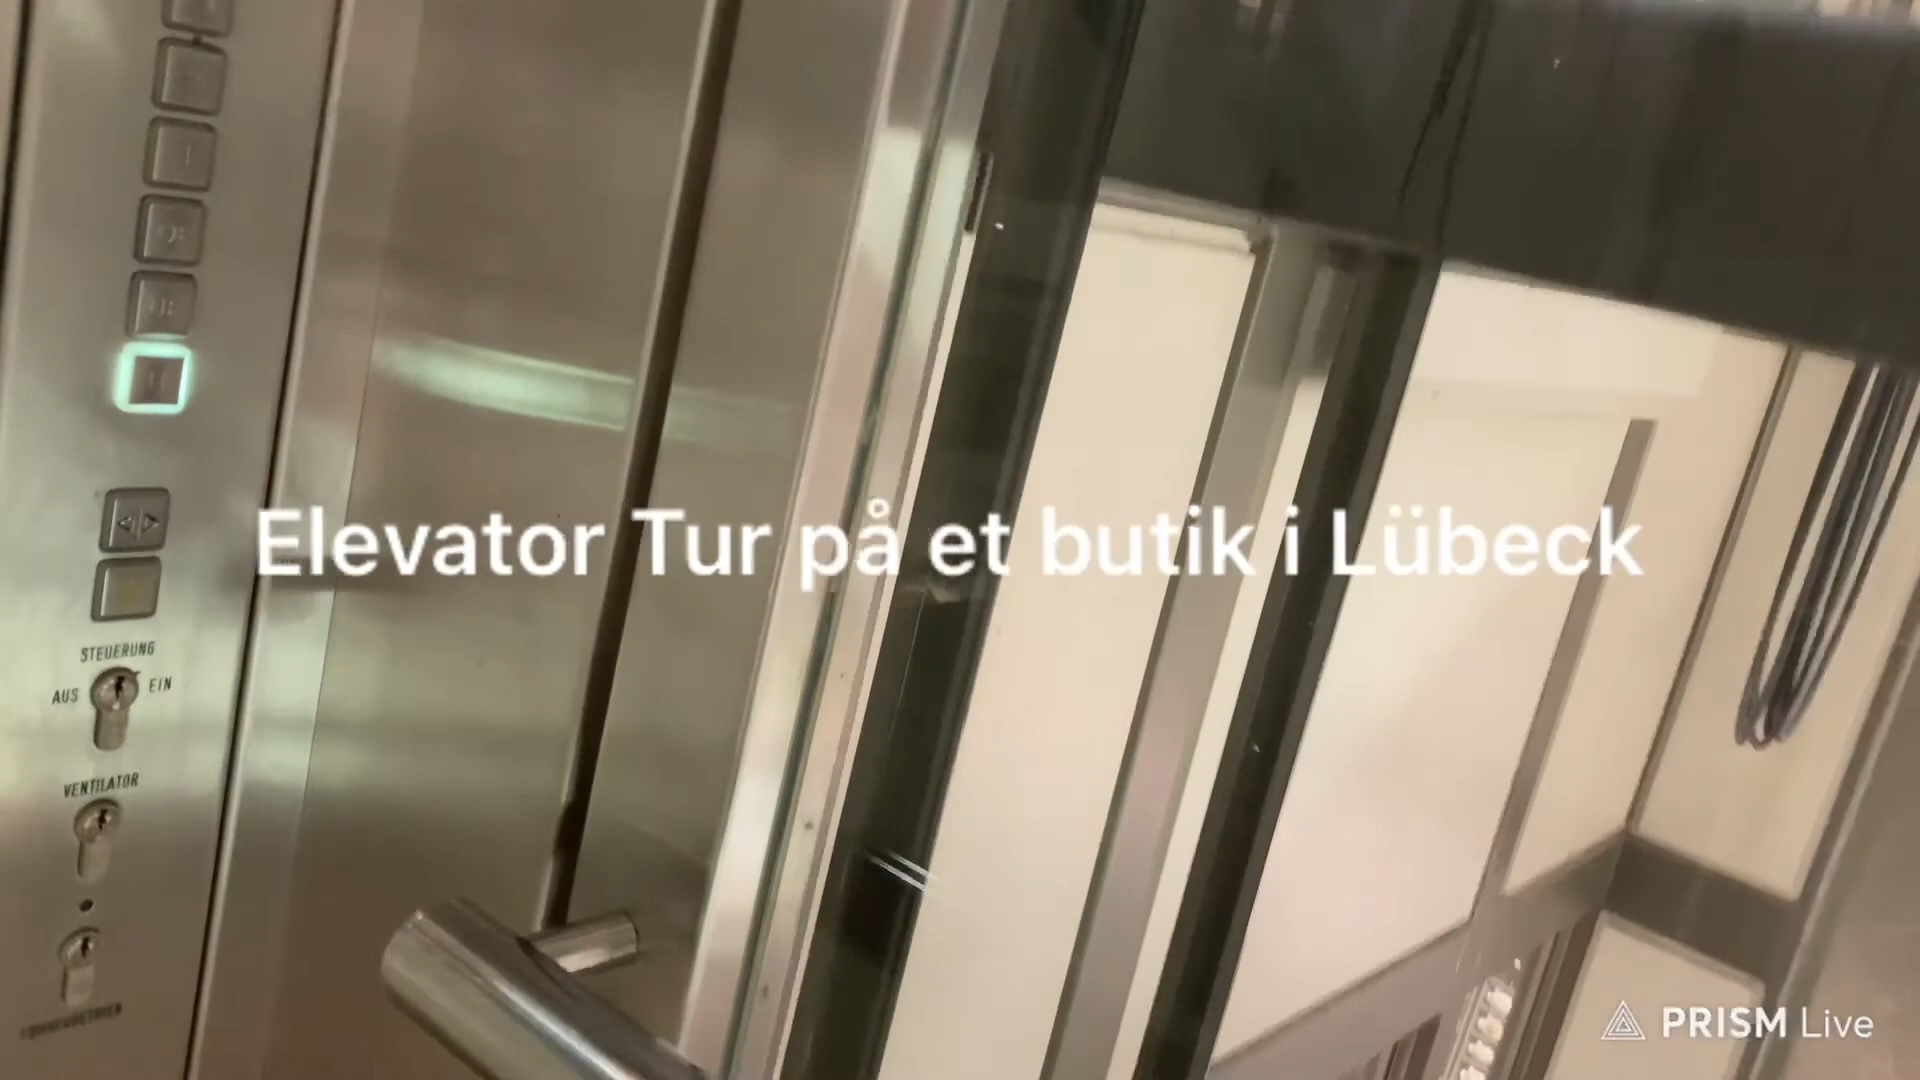 Elevator Tur på et butik i Lübeck
STEUERUNG
AUS EIN
VENTILATOR
PRISM Live